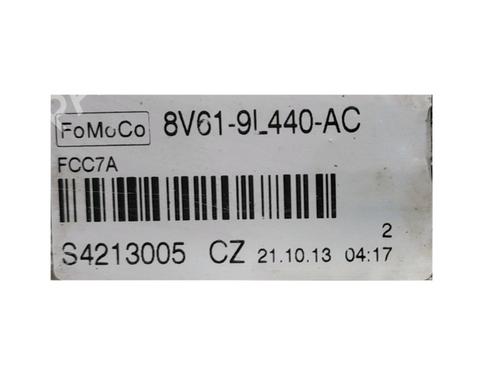 FoMoCo 8V61-9L440-AC
FCC7A
2
S4213005 CZ 21.10.13 04:17